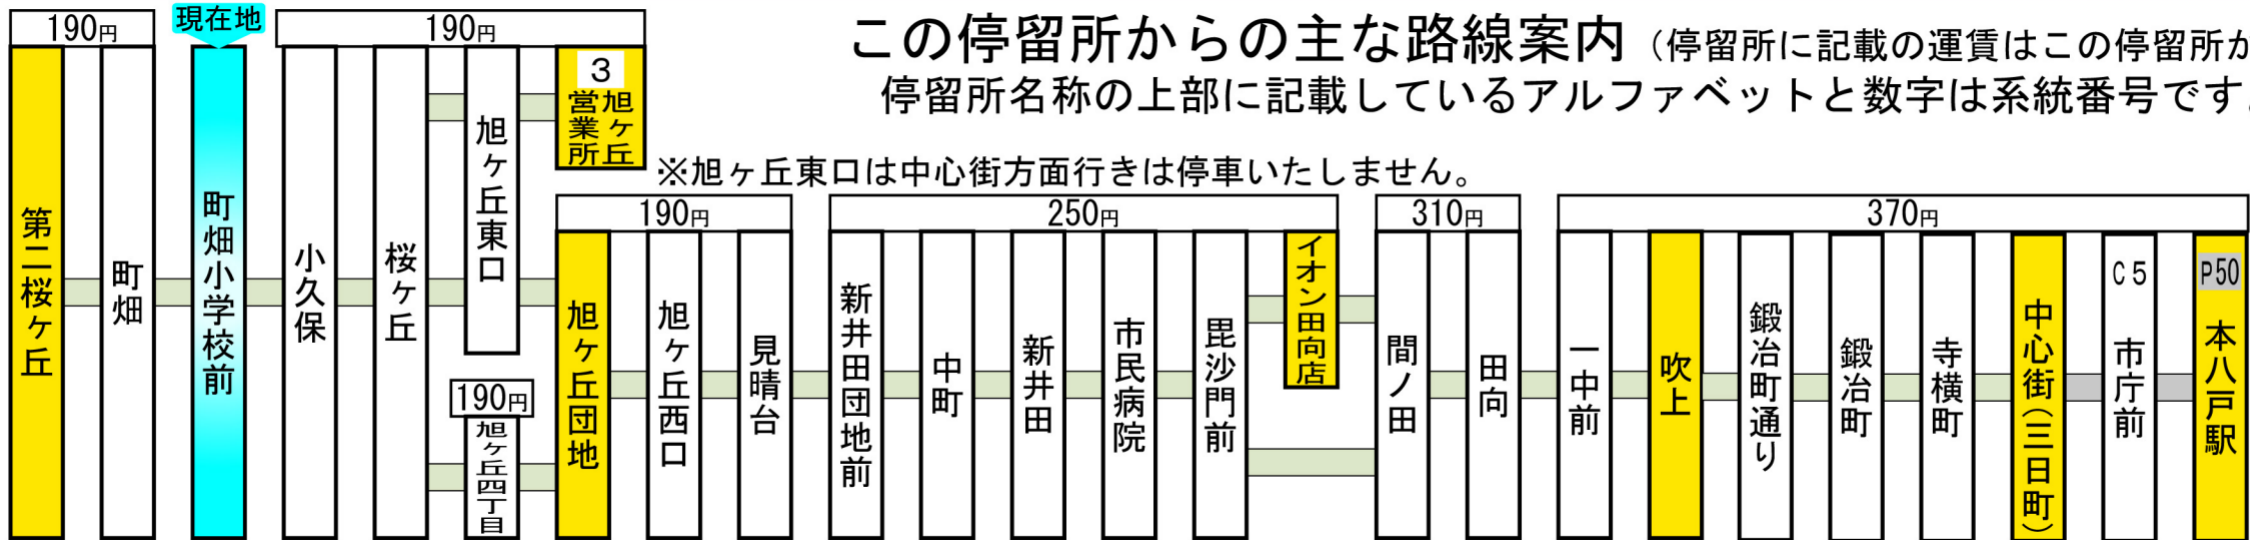 この停留所からの主な路線案内（停留所に記載の運賃はこの停留所か
停留所名称の上部に記載しているアルファベットと数字は系統番号です
190円
現在地
190円
第二桜ヶ丘
町畑
町畑小学校前
小久保
桜ヶ丘
旭ヶ丘東口
3
旭ヶ丘
営業所
※旭ヶ丘東口は中心街方面行きは停車いたしません。
190円
旭ヶ丘四丁目
190円
旭ヶ丘団地
旭ヶ丘西口
見晴台
250円
新井田団地前
中町
新井田
市民病院
毘沙門前
イオン田向店
310円
間ノ田
田向
370円
一中前
吹上
鍛冶町通り
鍛冶町
寺横町
中心街（三日町）
C5
市庁前
P50
本八戸駅